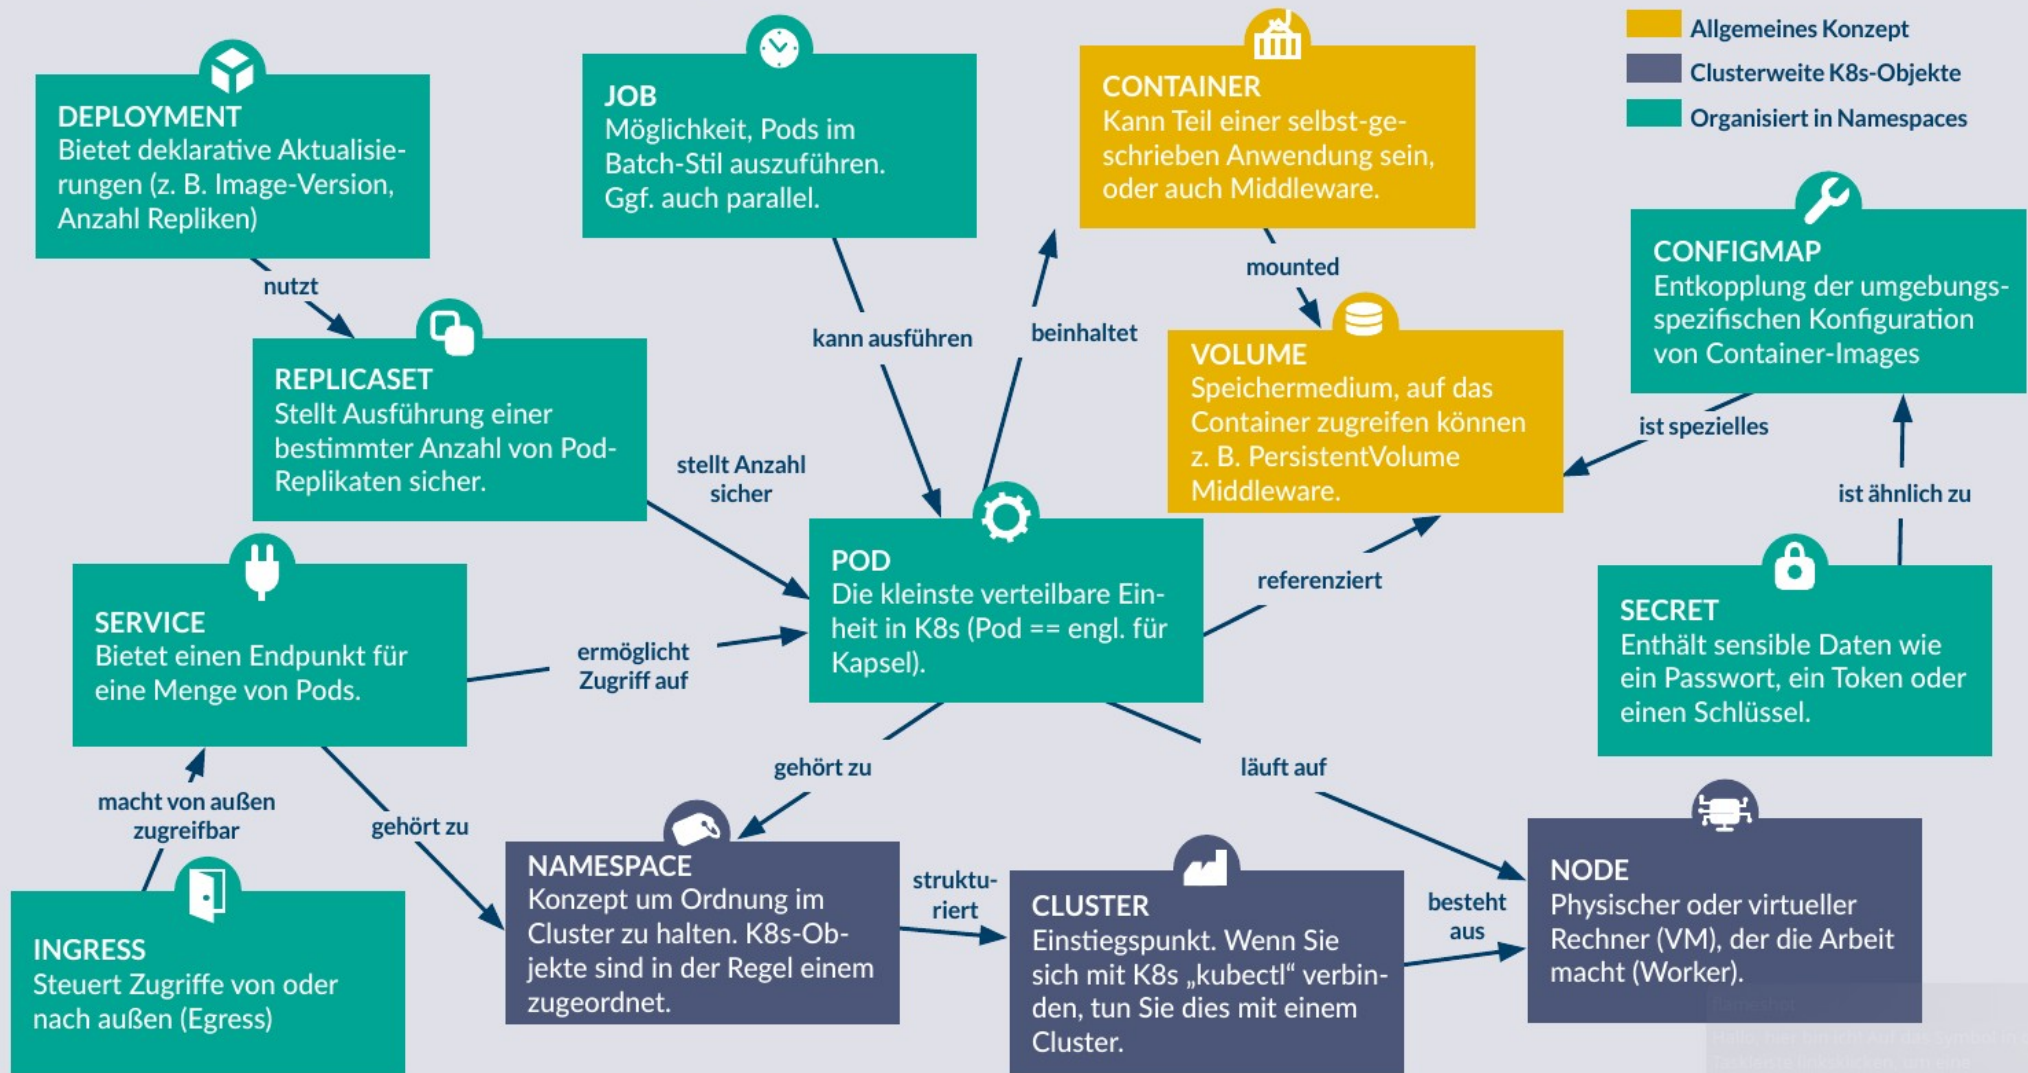 Allgemeines Konzept
Clusterweite K8s-Objekte
Organisiert in Namespaces
DEPLOYMENT
Bietet deklarative Aktualisie-
rungen (z. B. Image-Version,
Anzahl Repliken)
JOB
Möglichkeit, Pods im
Batch-Stil auszuführen.
Ggf. auch parallel.
CONTAINER
Kann Teil einer selbst-ge-
schrieben Anwendung sein,
oder auch Middleware.
CONFIGMAP
Entkopplung der umgebungs-
spezifischen Konfiguration
von Container-Images
nutzt
mounted
kann ausführen
beinhaltet
REPLICASET
Stellt Ausführung einer
bestimmter Anzahl von Pod-
Replikaten sicher.
VOLUME
Speichermedium, auf das
Container zugreifen können
z. B. PersistentVolume
Middleware.
ist spezielles
stellt Anzahl
sicher
ist ähnlich zu
POD
Die kleinste verteilbare Ein-
heit in K8s (Pod == engl. für
Kapsel).
referenziert
SERVICE
Bietet einen Endpunkt für
eine Menge von Pods.
ermöglicht
Zugriff auf
SECRET
Enthält sensible Daten wie
ein Passwort, ein Token oder
einen Schlüssel.
gehört zu
läuft auf
macht von außen
zugreifbar
gehört zu
NAMESPACE
Konzept um Ordnung im
Cluster zu halten. K8s-Ob-
jekte sind in der Regel einem
zugeordnet.
struktu-
riert
CLUSTER
Einstiegspunkt. Wenn Sie
sich mit K8s „kubectl“ verbin-
den, tun Sie dies mit einem
Cluster.
besteht
aus
NODE
Physischer oder virtueller
Rechner (VM), der die Arbeit
macht (Worker).
INGRESS
Steuert Zugriffe von oder
nach außen (Egress)